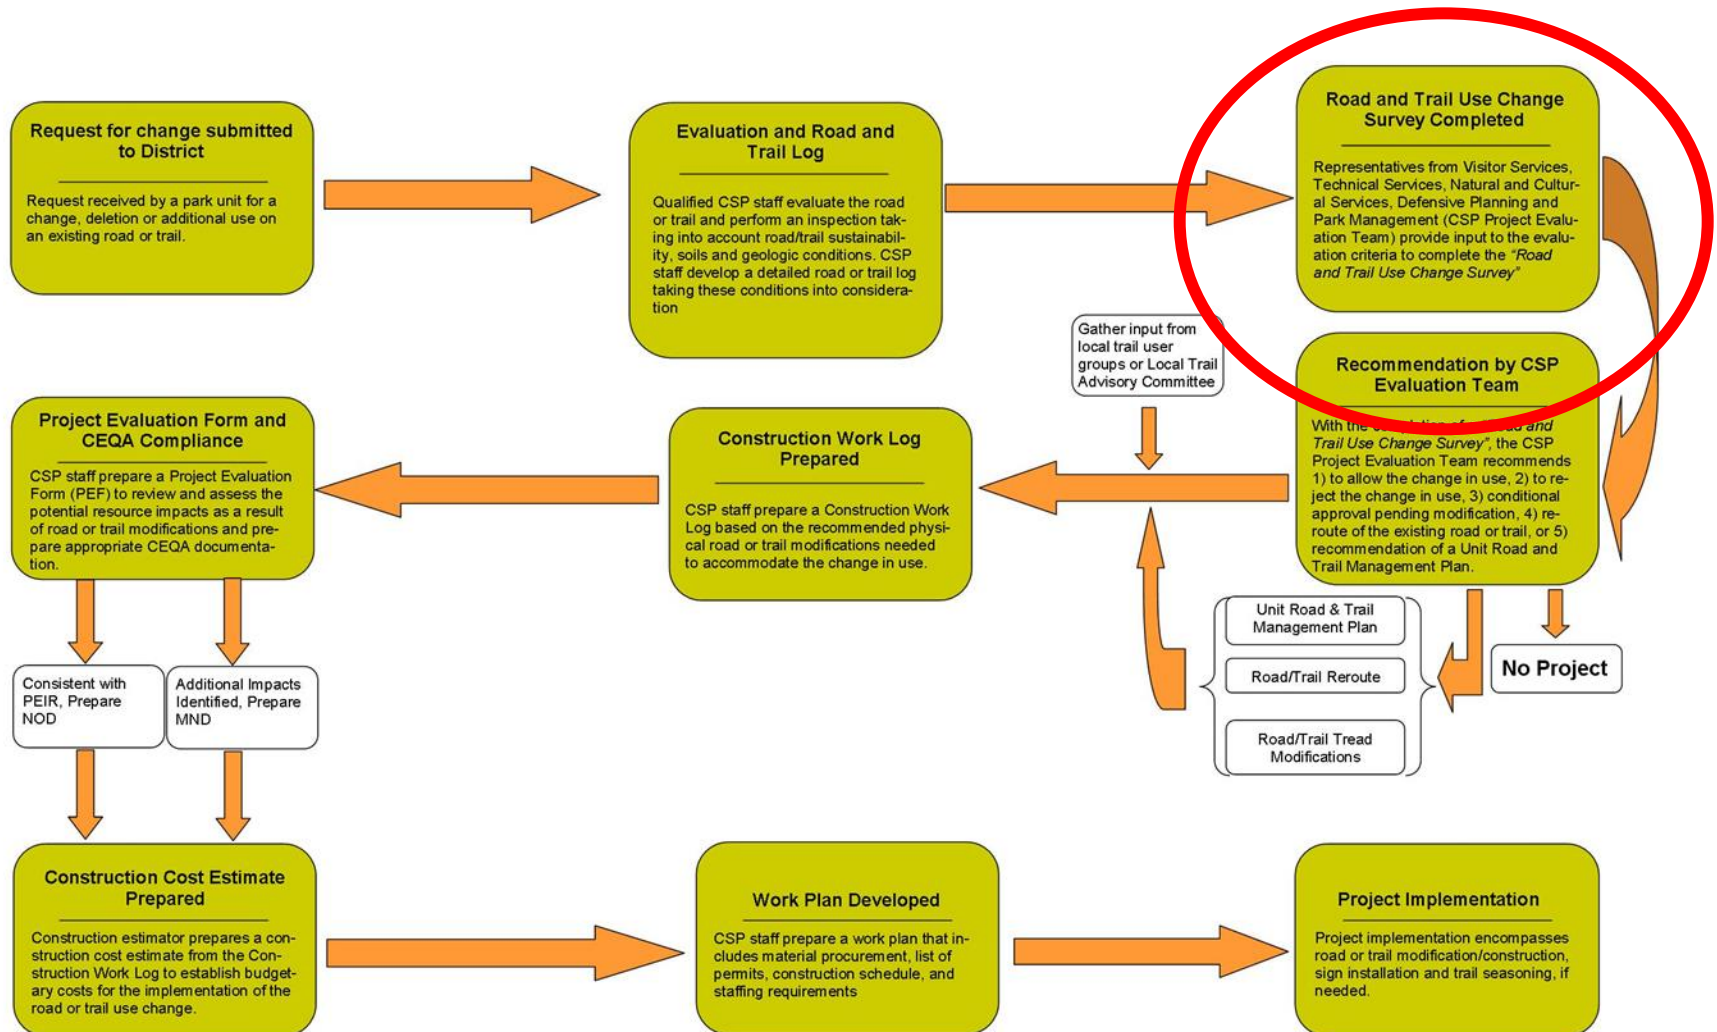 Request for change submitted
to District
Request received by a park unit for a
change, deletion or additional use on
an existing road or trail.
Evaluation and Road and
Trail Log
Qualified CSP staff evaluate the road
or trail and perform an inspection tak-
ing into account road/trail sustainabil-
ity, soils and geologic conditions. CSP
staff develop a detailed road or trail log
taking these conditions into considera-
tion
Road and Trail Use Change
Survey Completed
Representatives from Visitor Services,
Technical Services, Natural and Cultur-
al Services, Defensive Planning and
Park Management (CSP Project Evalu-
ation Team) provide input to the evalu-
ation criteria to complete the "Road
and Trail Use Change Survey"
Recommendation by CSP
Evaluation Team
With the and
Trail Use Change Survey", the CSP
Project Evaluation Team recommends
1) to allow the change in use, 2) to re-
ject the change in use, 3) conditional
approval pending modification, 4) re-
route of the existing road or trail, or 5)
recommendation of a Unit Road and
Trail Management Plan.
Gather input from
local trail user
groups or Local Trail
Advisory Committee
Unit Road & Trail
Management Plan
Road/Trail Reroute
Road/Trail Tread
Modifications
No Project
Construction Work Log
Prepared
CSP staff prepare a Construction Work
Log based on the recommended physi-
cal road or trail modifications needed
to accommodate the change in use.
Project Evaluation Form and
CEQA Compliance
CSP staff prepare a Project Evaluation
Form (PEF) to review and assess the
potential resource impacts as a result
of road or trail modifications and pre-
pare appropriate CEQA documenta-
tion.
Consistent with
PEIR, Prepare
NOD
Additional Impacts
Identified, Prepare
MND
Construction Cost Estimate
Prepared
Construction estimator prepares a con-
struction cost estimate from the Con-
struction Work Log to establish budget-
ary costs for the implementation of the
road or trail use change.
Work Plan Developed
CSP staff prepare a work plan that in-
cludes material procurement, list of
permits, construction schedule, and
staffing requirements
Project Implementation
Project implementation encompasses
road or trail modification/construction,
sign installation and trail seasoning, if
needed.